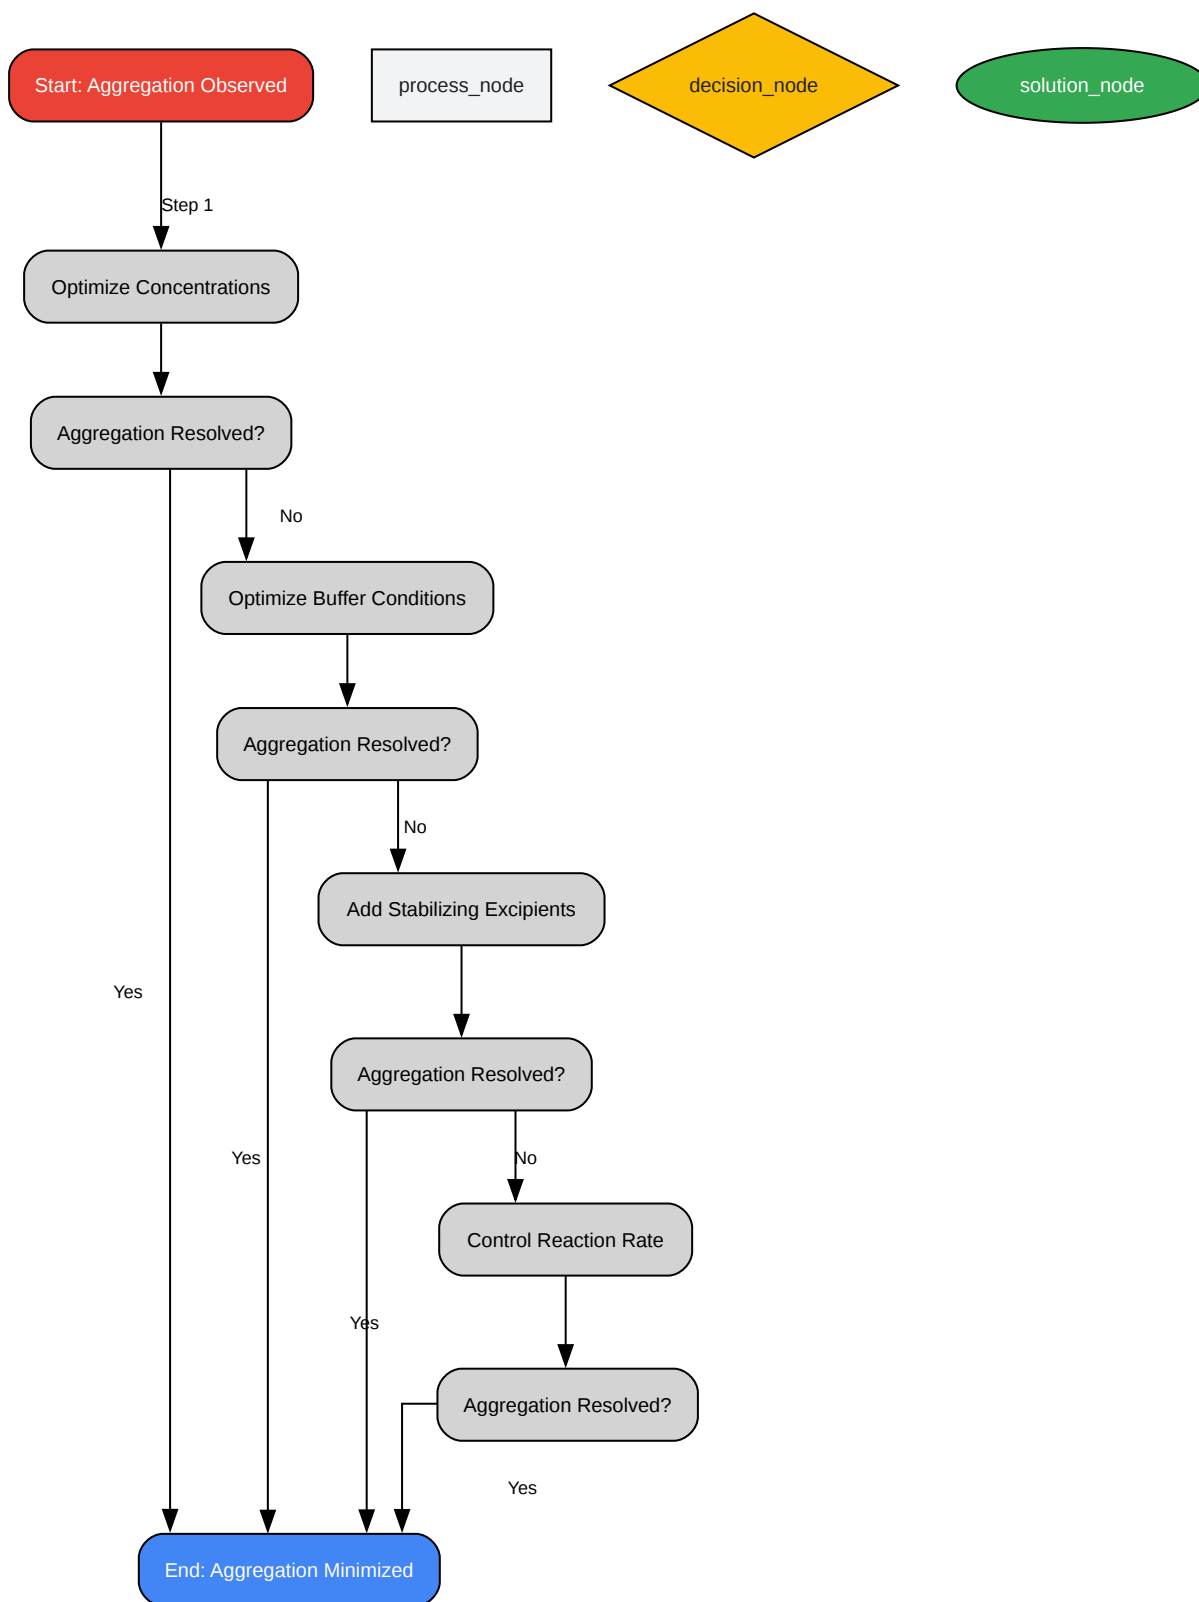 Start: Aggregation Observed
process_node
decision_node
solution_node
Step 1
Optimize Concentrations
Aggregation Resolved?
No
Optimize Buffer Conditions
Aggregation Resolved?
No
Add Stabilizing Excipients
Yes
Aggregation Resolved?
Yes
No
Control Reaction Rate
Yes
Aggregation Resolved?
Yes
End: Aggregation Minimized